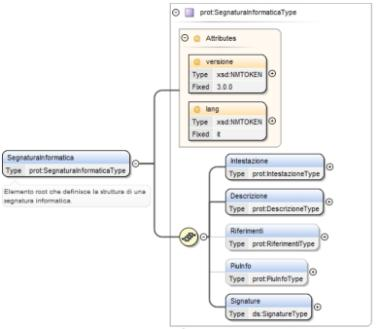 prot:SegnaturaInformaticaType
Attributes
versione
Type xsd:NMTOKEN
Fixed 3.0.0
lang
Type xsd:NMTOKEN
Fixed it
SegnaturaInformatica
Type prot:SegnaturaInformaticaType
Elemento root che definisce la struttura di una
segnatura informatica.
Intestazione
Type prot:IntestazioneType
Descrizione
Type prot:DescrizioneType
Riferimenti
Type prot:RiferimentiType
PiuInfo
Type prot:PiuInfoType
Signature
Type ds:SignatureType